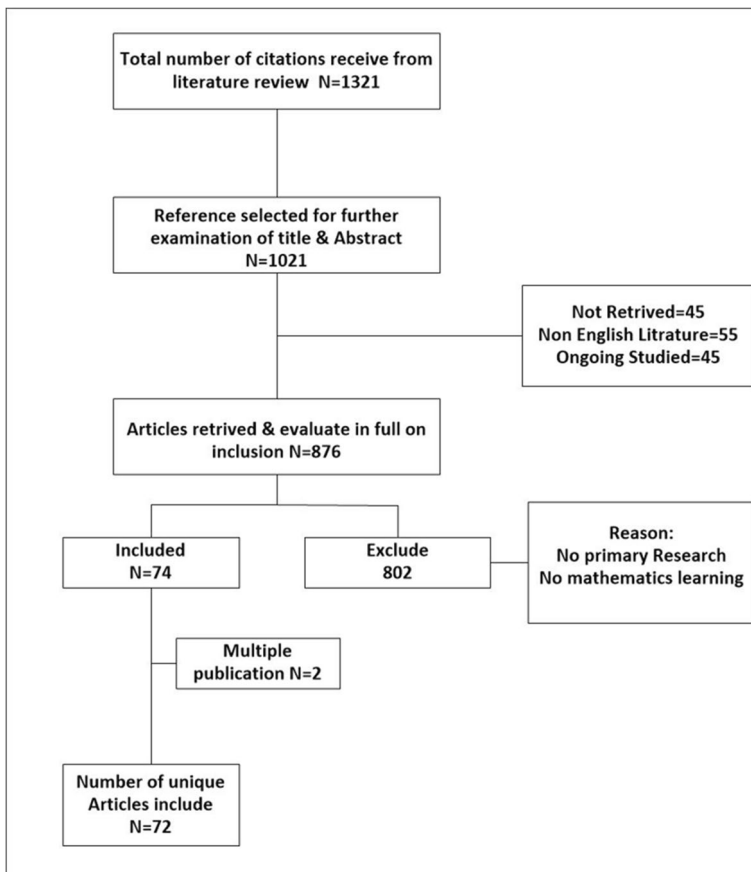 Total number of citations receive from
literature review N=1321
Reference selected for further
examination of title & Abstract
N=1021
Not Retrived=45
Non English Litrature=55
Ongoing Studied=45
Articles retrived & evaluate in full on
inclusion N=876
Included
N=74
Exclude
802
Reason:
No primary Research
No mathematics learning
Multiple
publication N=2
Number of unique
Articles include
N=72